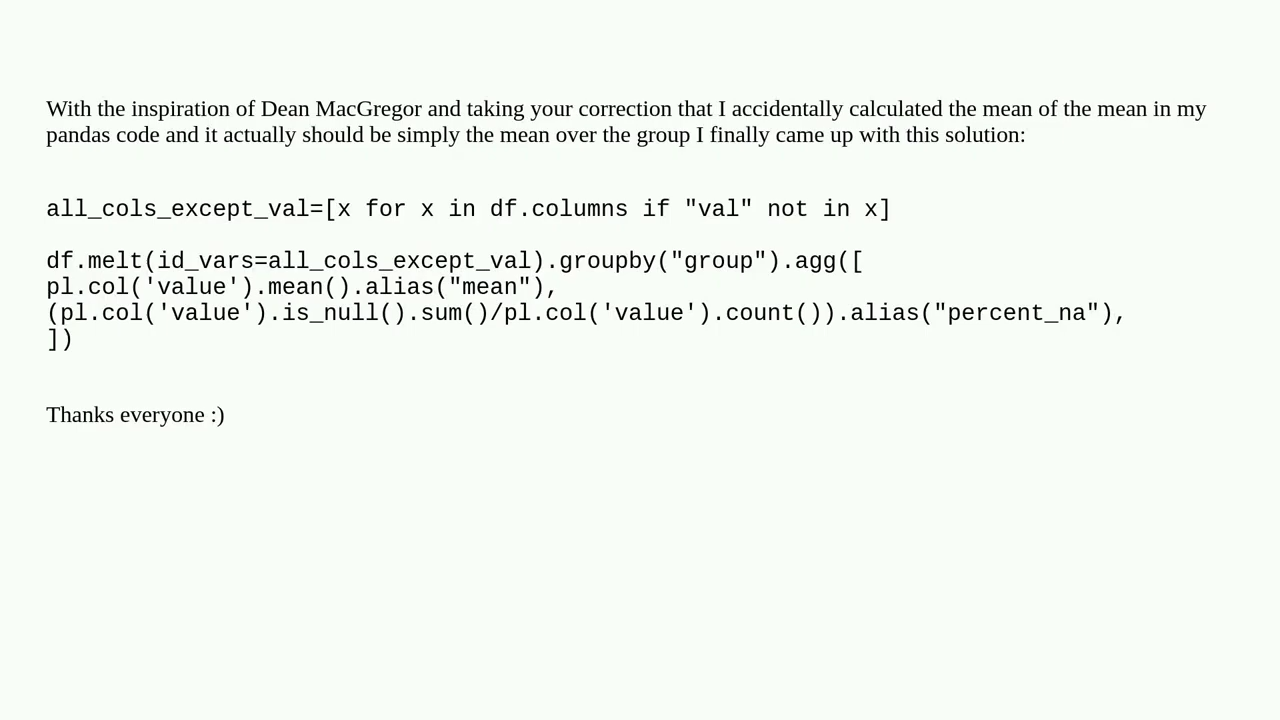 With the inspiration of Dean MacGregor and taking your correction that I accidentally calculated the mean of the mean in my
pandas code and it actually should be simply the mean over the group I finally came up with this solution:
all_cols_except_val=[x for x in df.columns if "val" not in x]
df.melt(id_vars=all_cols_except_val).groupby("group").agg([
pl.col('value').mean().alias("mean"),
(pl.col('value').is_null().sum()/pl.col('value').count()).alias("percent_na"),
])
Thanks everyone :)